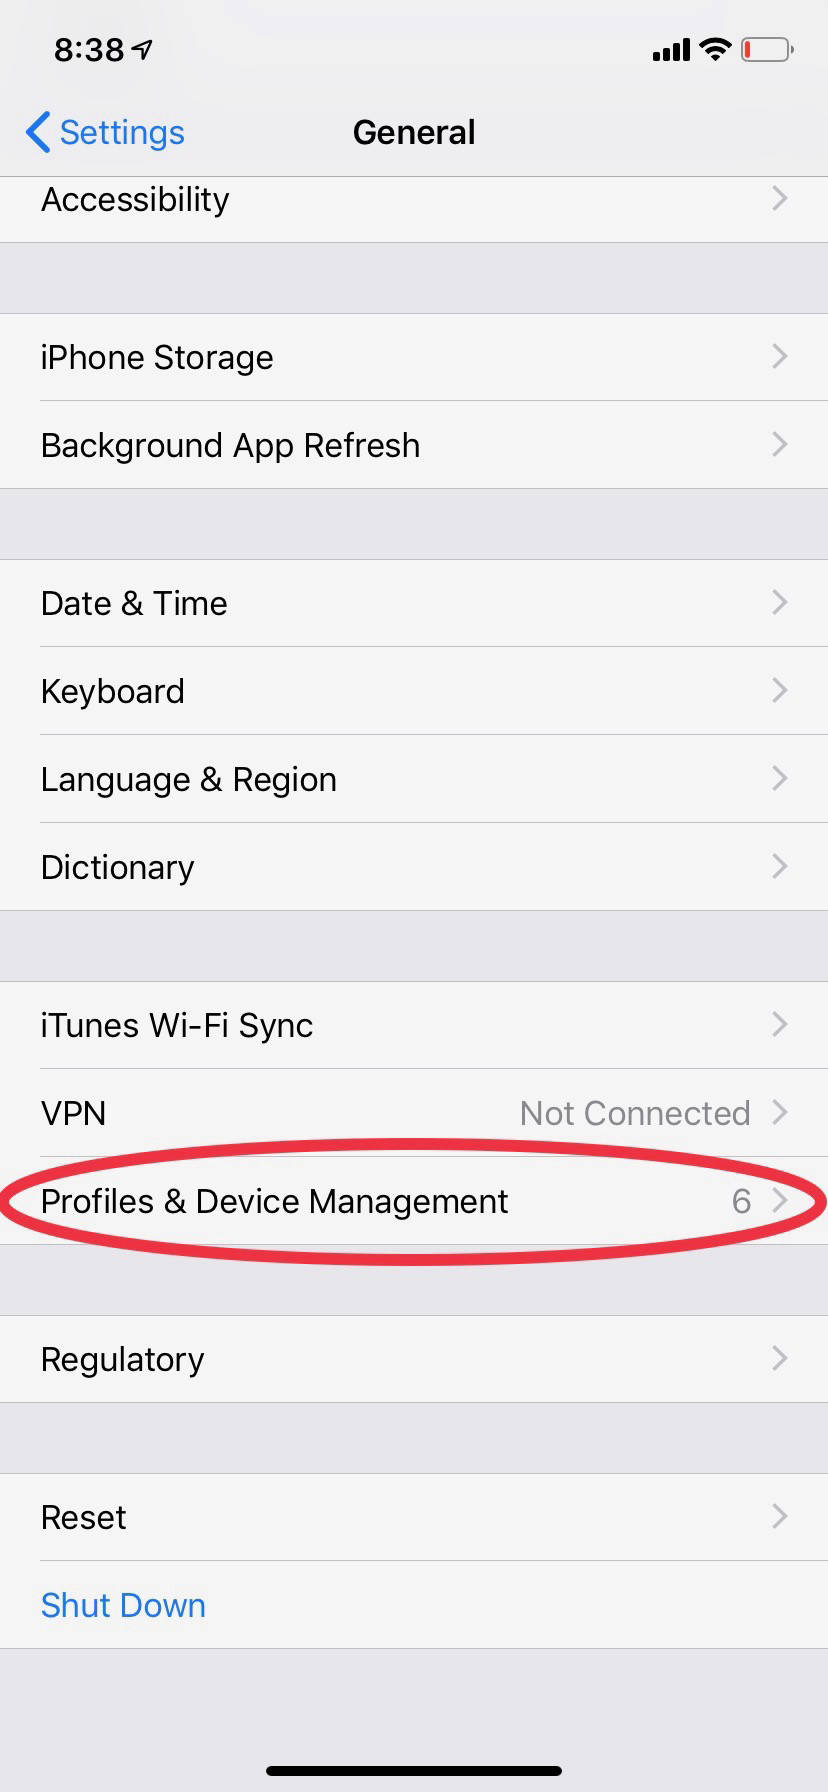 8:38
Settings
General
Accessibility
iPhone Storage
Background App Refresh
Date & Time
Keyboard
Language & Region
Dictionary
iTunes Wi-Fi Sync
VPN Not Connected
Profiles & Device Management 6
Regulatory
Reset
Shut Down